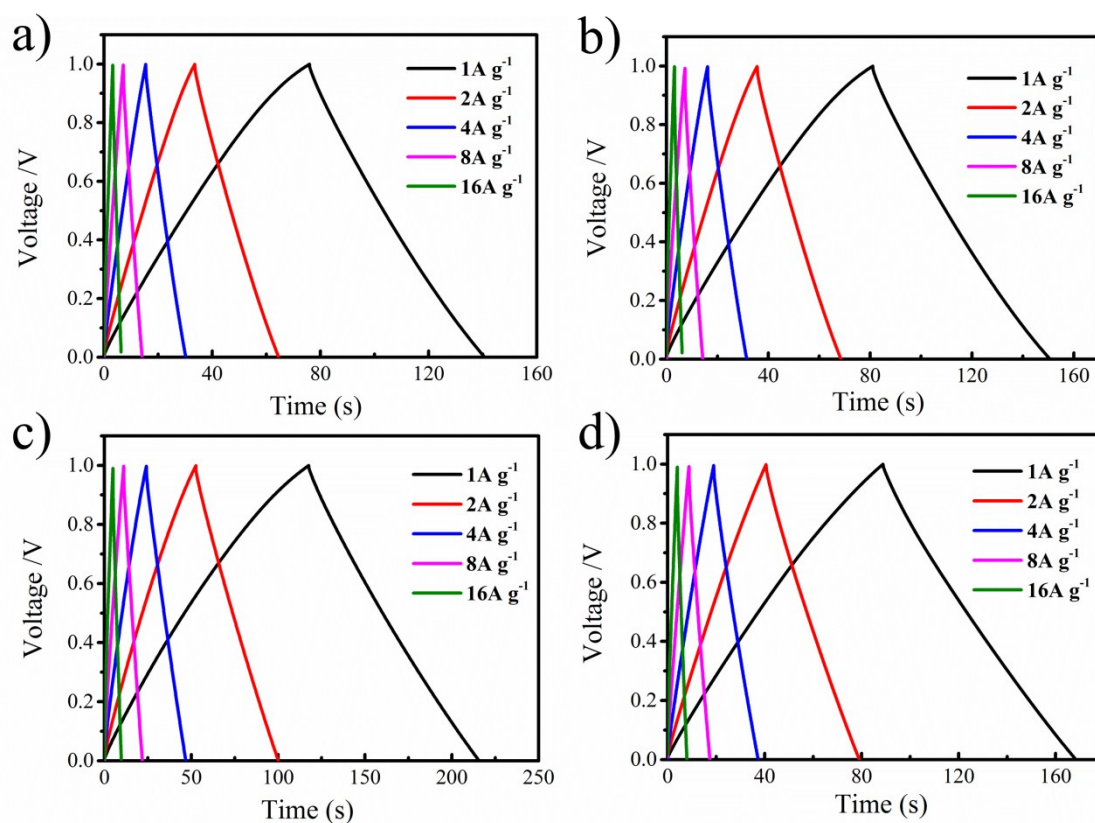 a)
1.0
0.8
0.6
0.4
0.2
0.0
Voltage /V
0 40 80 120 160
Time (s)
1A g⁻¹
2A g⁻¹
4A g⁻¹
8A g⁻¹
16A g⁻¹
b)
1.0
0.8
0.6
0.4
0.2
0.0
Voltage /V
0 40 80 120 160
Time (s)
1A g⁻¹
2A g⁻¹
4A g⁻¹
8A g⁻¹
16A g⁻¹
c)
1.0
0.8
0.6
0.4
0.2
0.0
Voltage /V
0 50 100 150 200 250
Time (s)
1A g⁻¹
2A g⁻¹
4A g⁻¹
8A g⁻¹
16A g⁻¹
d)
1.0
0.8
0.6
0.4
0.2
0.0
Voltage /V
0 40 80 120 160
Time (s)
1A g⁻¹
2A g⁻¹
4A g⁻¹
8A g⁻¹
16A g⁻¹